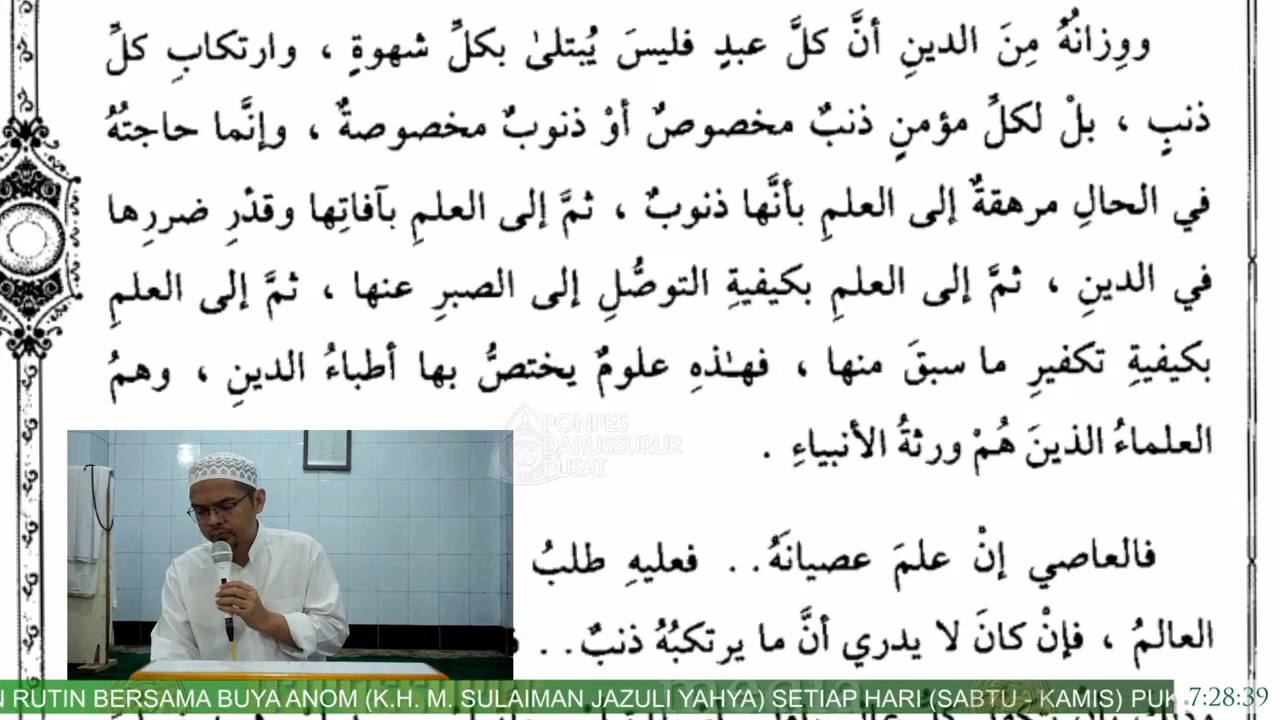 ووِزانُهُ مِنَ الدينِ أنَّ كلَّ عبدٍ فليسَ يُبتلىٰ بكلِّ شهوةٍ ، وارتكابِ كلِّ
ذنبٍ ، بلْ لكلِّ مؤمنٍ ذنبٌ مخصوصٌ أوْ ذنوبٌ مخصوصةٌ ، وإنَّما حاجتُهُ
في الحالِ مرهقةٌ إلى العلمِ بأنَّها ذنوبٌ ، ثمَّ إلى العلمِ بآفاتِها وقدْرِ ضررِها
في الدينِ ، ثمَّ إلى العلمِ بكيفيةِ التوصُّلِ إلى الصبرِ عنها ، ثمَّ إلى العلمِ
بكيفيةِ تكفيرِ ما سبقَ منها ، فهـٰذهِ علومٌ يختصُّ بها أطباءُ الدينِ ، وهمُ
العلماءُ الذينَ هُمْ ورثةُ الأنبياءِ .
PONPES
DARUSSURUR
PUSAT
فالعاصي إنْ علمَ عصيانَهُ . . فعليهِ طلبُ
العالمُ ، فإنْ كانَ لا يدري أنَّ ما يرتكبُهُ ذنبٌ . .
N RUTIN BERSAMA BUYA ANOM (K.H. M. SULAIMAN JAZULI YAHYA) SETIAP HARI (SABTU - KAMIS) PUK
7:28:39